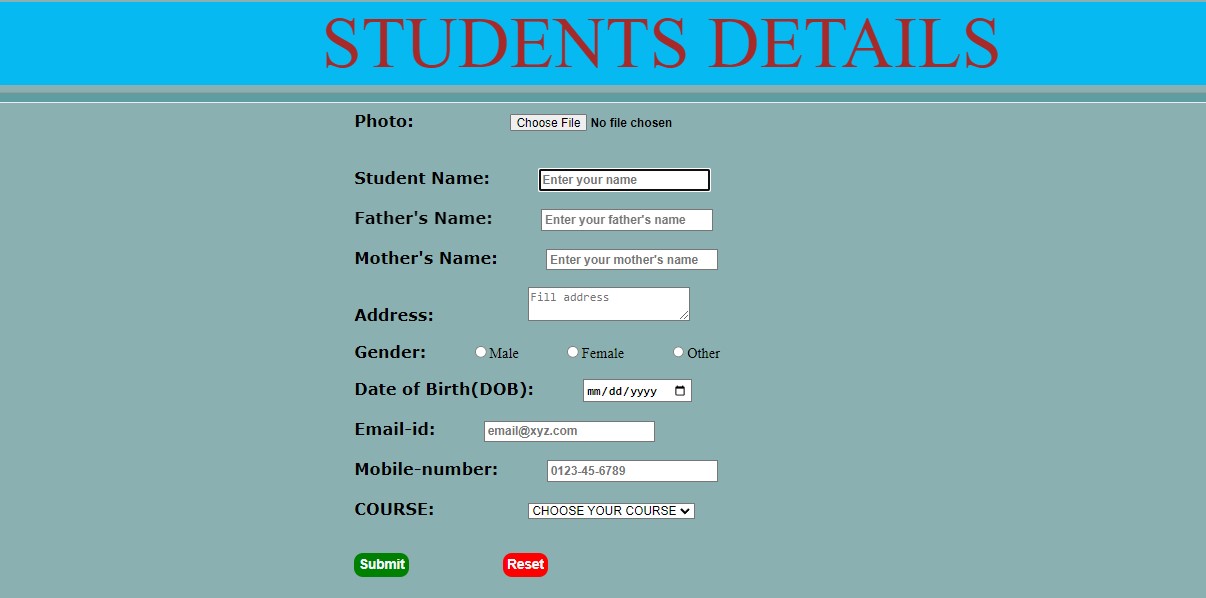 STUDENTS DETAILS
Photo: Choose File No file chosen
Student Name: Enter your name
Father's Name: Enter your father's name
Mother's Name: Enter your mother's name
Address: Fill address
Gender: Male Female Other
Date of Birth(DOB): mm/dd/yyyy
Email-id: email@xyz.com
Mobile-number: 0123-45-6789
COURSE: CHOOSE YOUR COURSE
Submit Reset